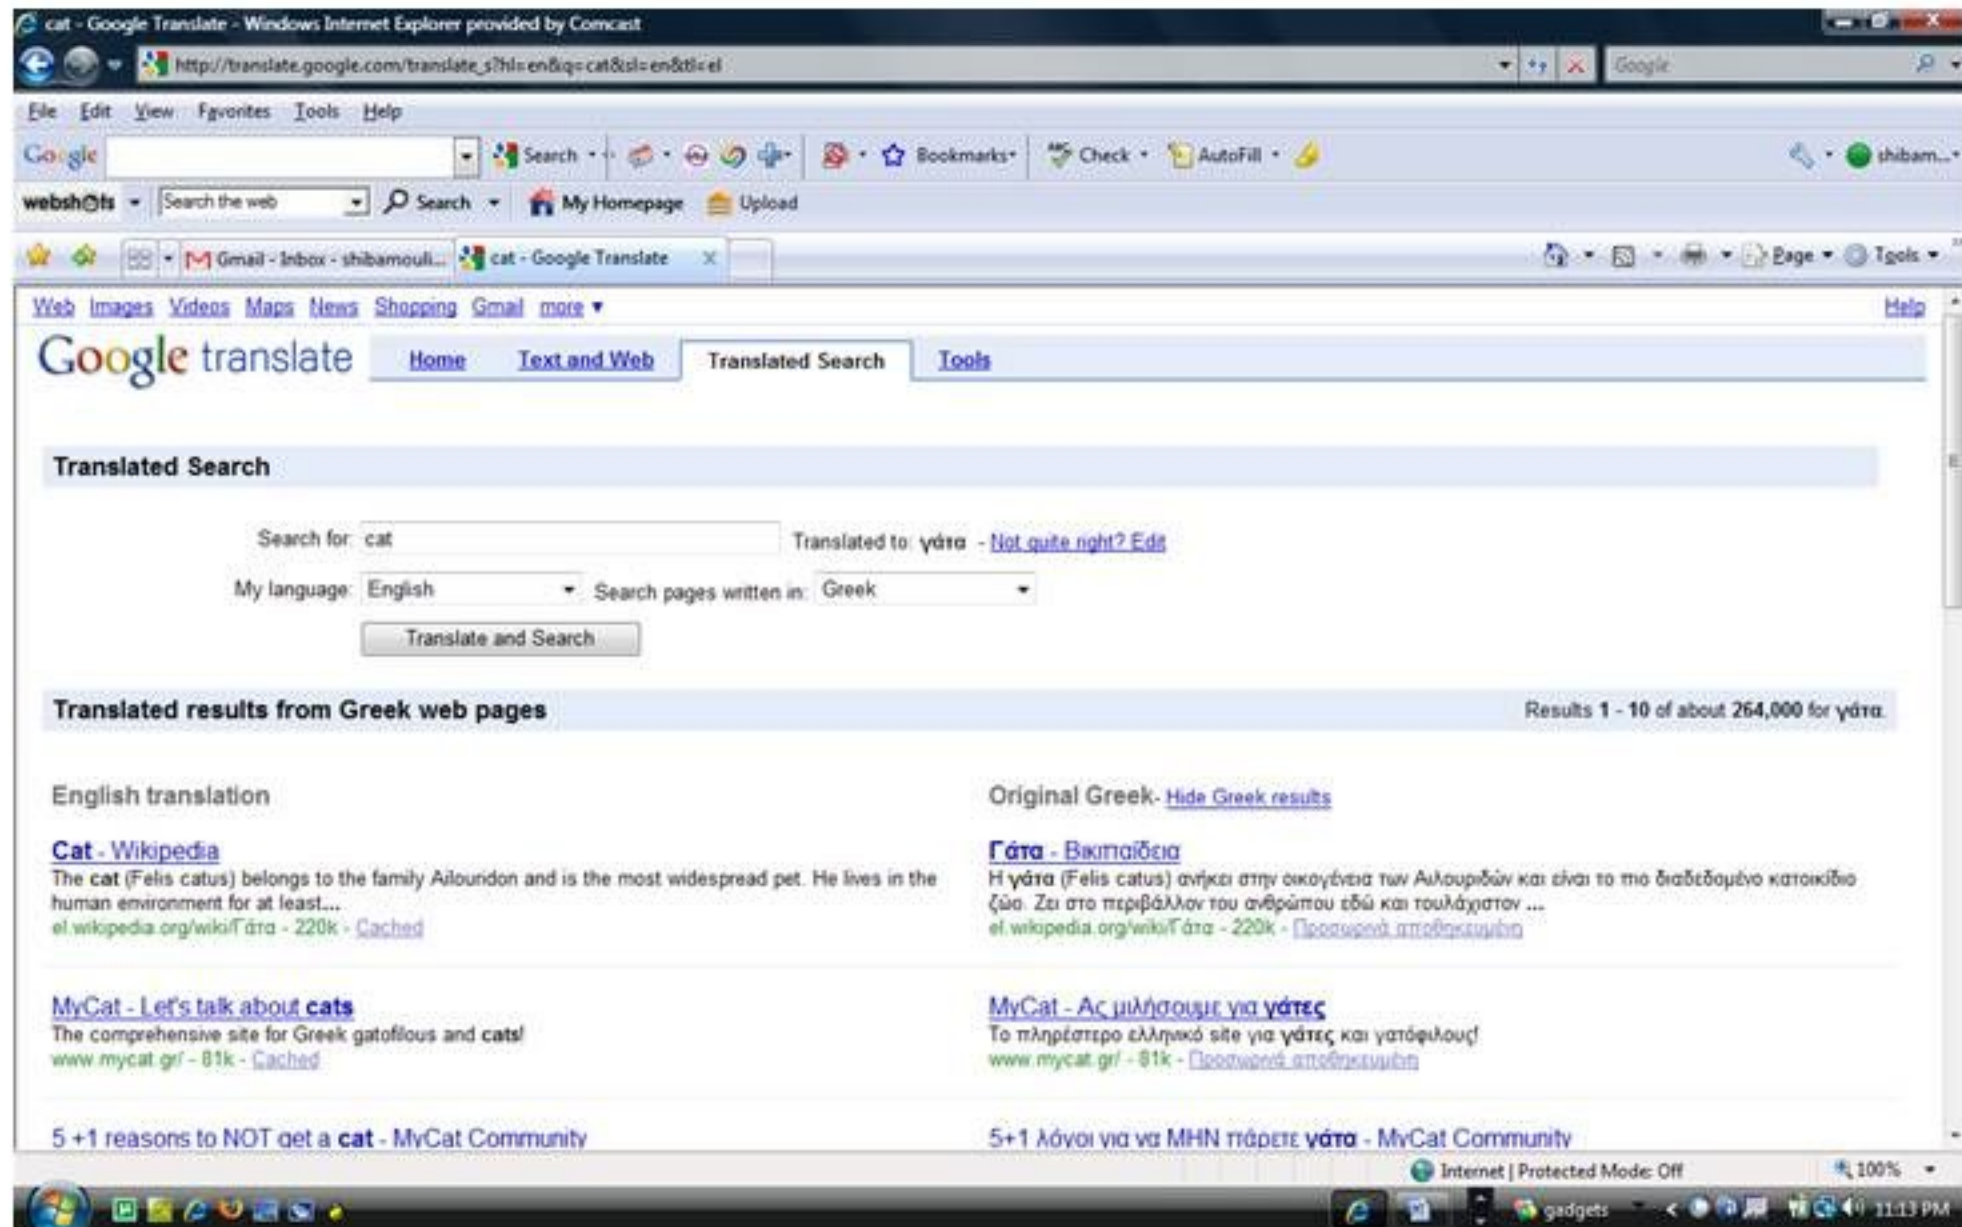 cat - Google Translate - Windows Internet Explorer provided by Comcast
http://translate.google.com/translate_s?hl=en&q=cat&sl=en&tl=el
Google
File Edit View Favorites Tools Help
Google Search Bookmarks Check AutoFill shibam...
websh@ts Search the web Search My Homepage Upload
Gmail - Inbox - shibamouli... cat - Google Translate Page Tools
Web Images Videos Maps News Shopping Gmail more Help
Google translate Home Text and Web Translated Search Tools
Translated Search
Search for: cat Translated to: γάτα - Not quite right? Edit
My language: English Search pages written in: Greek
Translate and Search
Translated results from Greek web pages Results 1 - 10 of about 264,000 for γάτα.
English translation
Cat - Wikipedia
The cat (Felis catus) belongs to the family Ailouridon and is the most widespread pet. He lives in the
human environment for at least...
el.wikipedia.org/wiki/Γάτα - 220k - Cached
MyCat - Let's talk about cats
The comprehensive site for Greek gatofilous and cats!
www.mycat.gr/ - 81k - Cached
5 +1 reasons to NOT get a cat - MyCat Community
Original Greek- Hide Greek results
Γάτα - Βικιπαίδεια
Η γάτα (Felis catus) ανήκει στην οικογένεια των Αιλουριδών και είναι το πιο διαδεδομένο κατοικίδιο
ζώο. Ζει στο περιβάλλον του ανθρώπου εδώ και τουλάχιστον ...
el.wikipedia.org/wiki/Γάτα - 220k - Προσωρινά αποθηκευμένη
MyCat - Ας μιλήσουμε για γάτες
Το πληρέστερο ελληνικό site για γάτες και γατόφιλους!
www.mycat.gr/ - 81k - Προσωρινά αποθηκευμένη
5+1 λόγοι για να ΜΗΝ πάρετε γάτα - MyCat Community
Internet | Protected Mode: Off 100%
gadgets 11:13 PM